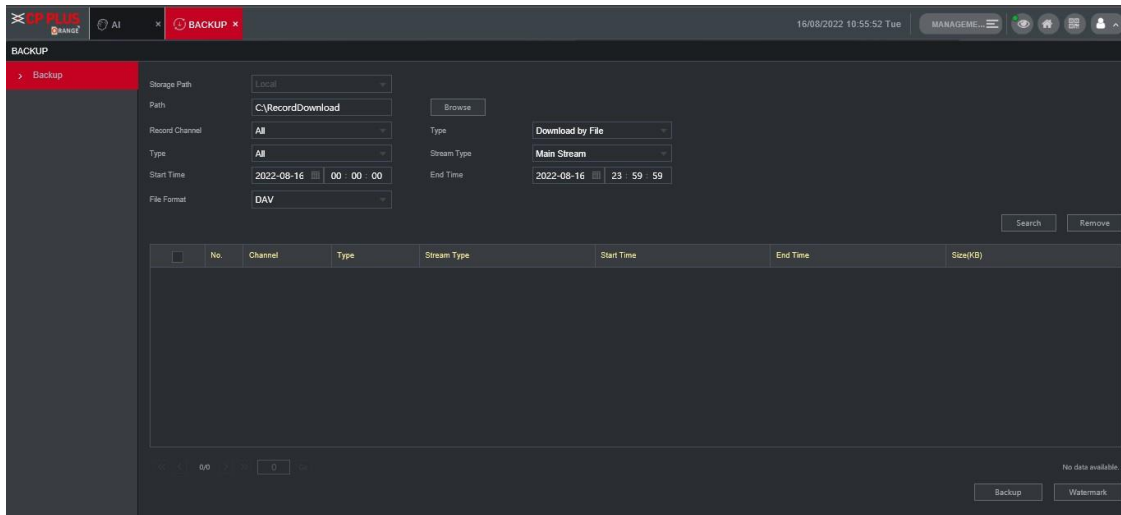 CP PLUS
ORANGE
AI × BACKUP ×
16/08/2022 10:55:52 Tue
MANAGEME...
BACKUP
> Backup
Storage Path Local
Path C:\RecordDownload Browse
Record Channel All Type Download by File
Type All Stream Type Main Stream
Start Time 2022-08-16 00 : 00 : 00 End Time 2022-08-16 23 : 59 : 59
File Format DAV
Search Remove
No. Channel Type Stream Type Start Time End Time Size(KB)
0/0 0 Go
No data available.
Backup Watermark